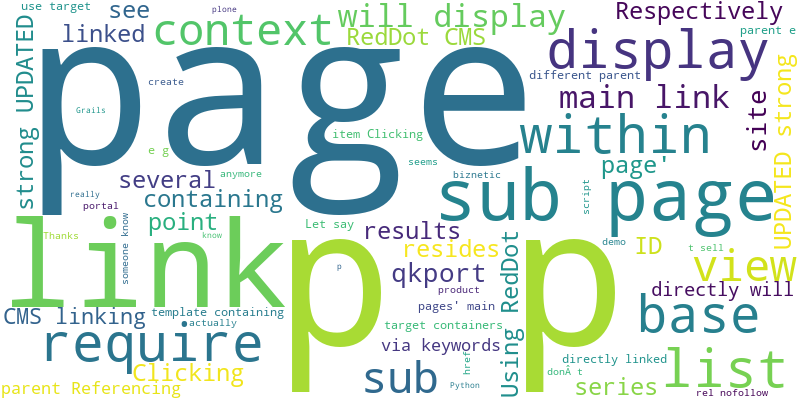 use target
see
plone
linked
context
will display
RedDot CMS
Respectively
parent e
page
display
strong UPDATED
create
different parent
main link
site
UPDATED strong
Grails
item Clicking
within
page'
e g
anymore
seems
several
biznetic
sub page
containing
really
portal
script
point
Let say
results
link
Thanks
someone know
know
p p
demo
resides
ID
t sell
view
qkport
p
Using RedDot
product
directly will
pages' main
base
CMS linking
template containing
actually
target containers
require
via keywords
directly linked
Clicking
href
donÂ t
list
sub
Python
series
parent Referencing
rel nofollow